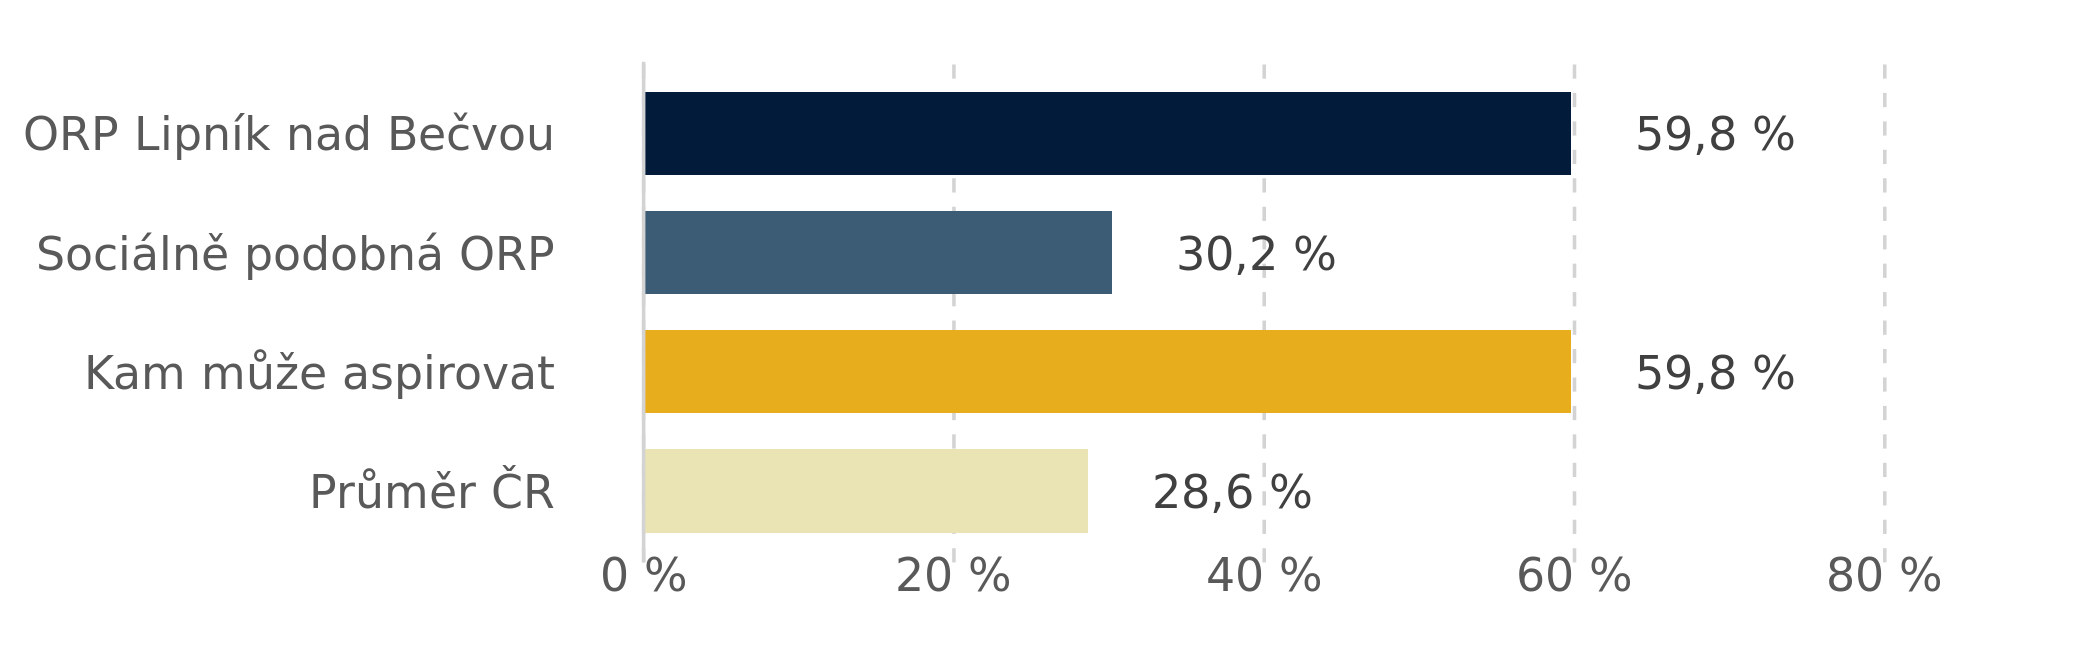 ORP Lipník nad Bečvou
59,8 %
Sociálně podobná ORP
30,2 %
Kam může aspirovat
59,8 %
Průměr ČR
28,6 %
0 %
20 %
40 %
60 %
80 %